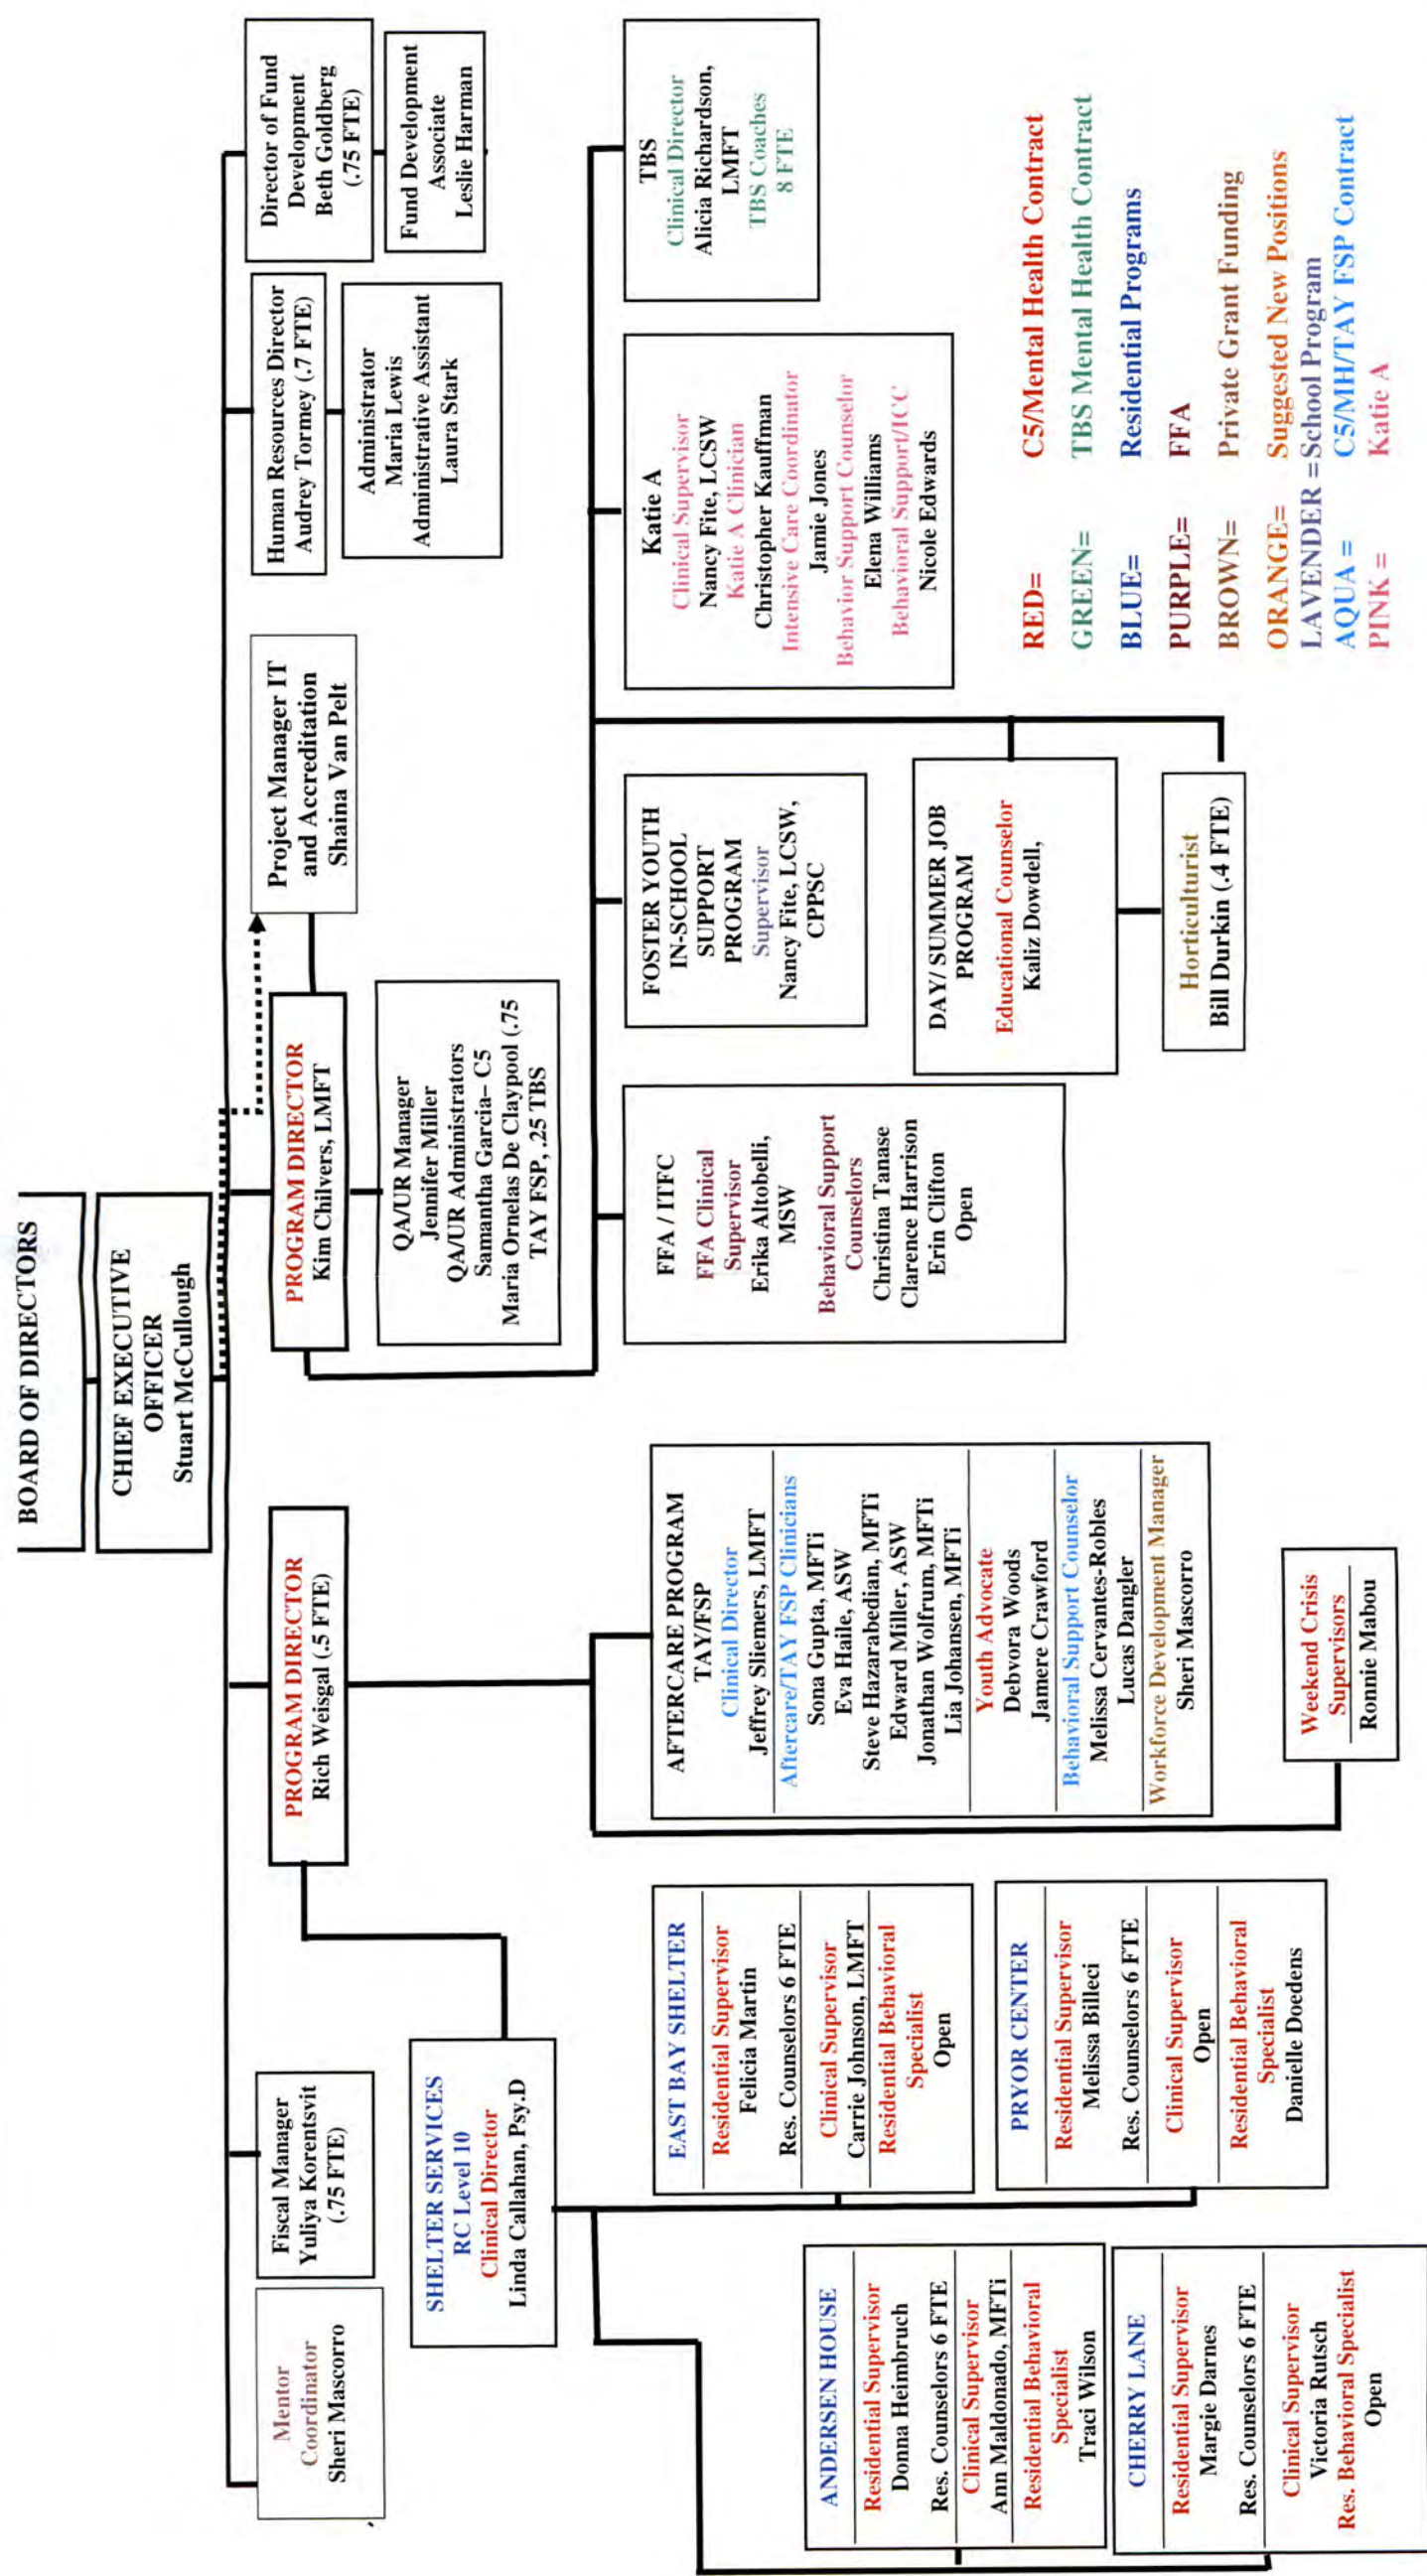 BOARD OF DIRECTORS
CHIEF EXECUTIVE
OFFICER
Stuart McCullough
Mentor
Coordinator
Sheri Mascorro
Fiscal Manager
Yuliya Korentsvit
(.75 FTE)
PROGRAM DIRECTOR
Rich Weisgal (.5 FTE)
PROGRAM DIRECTOR
Kim Chilvers, LMFT
Project Manager IT
and Accreditation
Shaina Van Pelt
Human Resources Director
Audrey Tormey (.7 FTE)
Director of Fund
Development
Beth Goldberg
(.75 FTE)
SHELTER SERVICES
RC Level 10
Clinical Director
Linda Callahan, Psy.D
QA/UR Manager
Jennifer Miller
QA/UR Administrators
Samantha Garcia– C5
Maria Ornelas De Claypool (.75
TAY FSP, .25 TBS
Administrator
Maria Lewis
Administrative Assistant
Laura Stark
Fund Development
Associate
Leslie Harman
ANDERSEN HOUSE
Residential Supervisor
Donna Heimbruch
Res. Counselors 6 FTE
Clinical Supervisor
Ann Maldonado, MFTi
Residential Behavioral
Specialist
Traci Wilson
CHERRY LANE
Residential Supervisor
Margie Darnes
Res. Counselors 6 FTE
Clinical Supervisor
Victoria Rutsch
Res. Behavioral Specialist
Open
EAST BAY SHELTER
Residential Supervisor
Felicia Martin
Res. Counselors 6 FTE
Clinical Supervisor
Carrie Johnson, LMFT
Residential Behavioral
Specialist
Open
PRYOR CENTER
Residential Supervisor
Melissa Billeci
Res. Counselors 6 FTE
Clinical Supervisor
Open
Residential Behavioral
Specialist
Danielle Doedens
AFTERCARE PROGRAM
TAY/FSP
Clinical Director
Jeffrey Sliemers, LMFT
Aftercare/TAY FSP Clinicians
Sona Gupta, MFTi
Eva Haile, ASW
Steve Hazarabedian, MFTi
Edward Miller, ASW
Jonathan Wolfrum, MFTi
Lia Johansen, MFTi
Youth Advocate
Debvora Woods
Jamere Crawford
Behavioral Support Counselor
Melissa Cervantes-Robles
Lucas Dangler
Workforce Development Manager
Sheri Mascorro
Weekend Crisis
Supervisors
Ronnie Mabou
FFA / ITFC
FFA Clinical
Supervisor
Erika Altobelli,
MSW
Behavioral Support
Counselors
Christina Tanase
Clarence Harrison
Erin Clifton
Open
FOSTER YOUTH
IN-SCHOOL
SUPPORT
PROGRAM
Supervisor
Nancy Fite, LCSW,
CPPSC
DAY/ SUMMER JOB
PROGRAM
Educational Counselor
Kaliz Dowdell,
Horticulturist
Bill Durkin (.4 FTE)
Katie A
Clinical Supervisor
Nancy Fite, LCSW
Katie A Clinician
Christopher Kauffman
Intensive Care Coordinator
Jamie Jones
Behavior Support Counselor
Elena Williams
Behavioral Support/ICC
Nicole Edwards
TBS
Clinical Director
Alicia Richardson,
LMFT
TBS Coaches
8 FTE
RED= C5/Mental Health Contract
GREEN= TBS Mental Health Contract
BLUE= Residential Programs
PURPLE= FFA
BROWN= Private Grant Funding
ORANGE= Suggested New Positions
LAVENDER =School Program
AQUA = C5/MH/TAY FSP Contract
PINK = Katie A